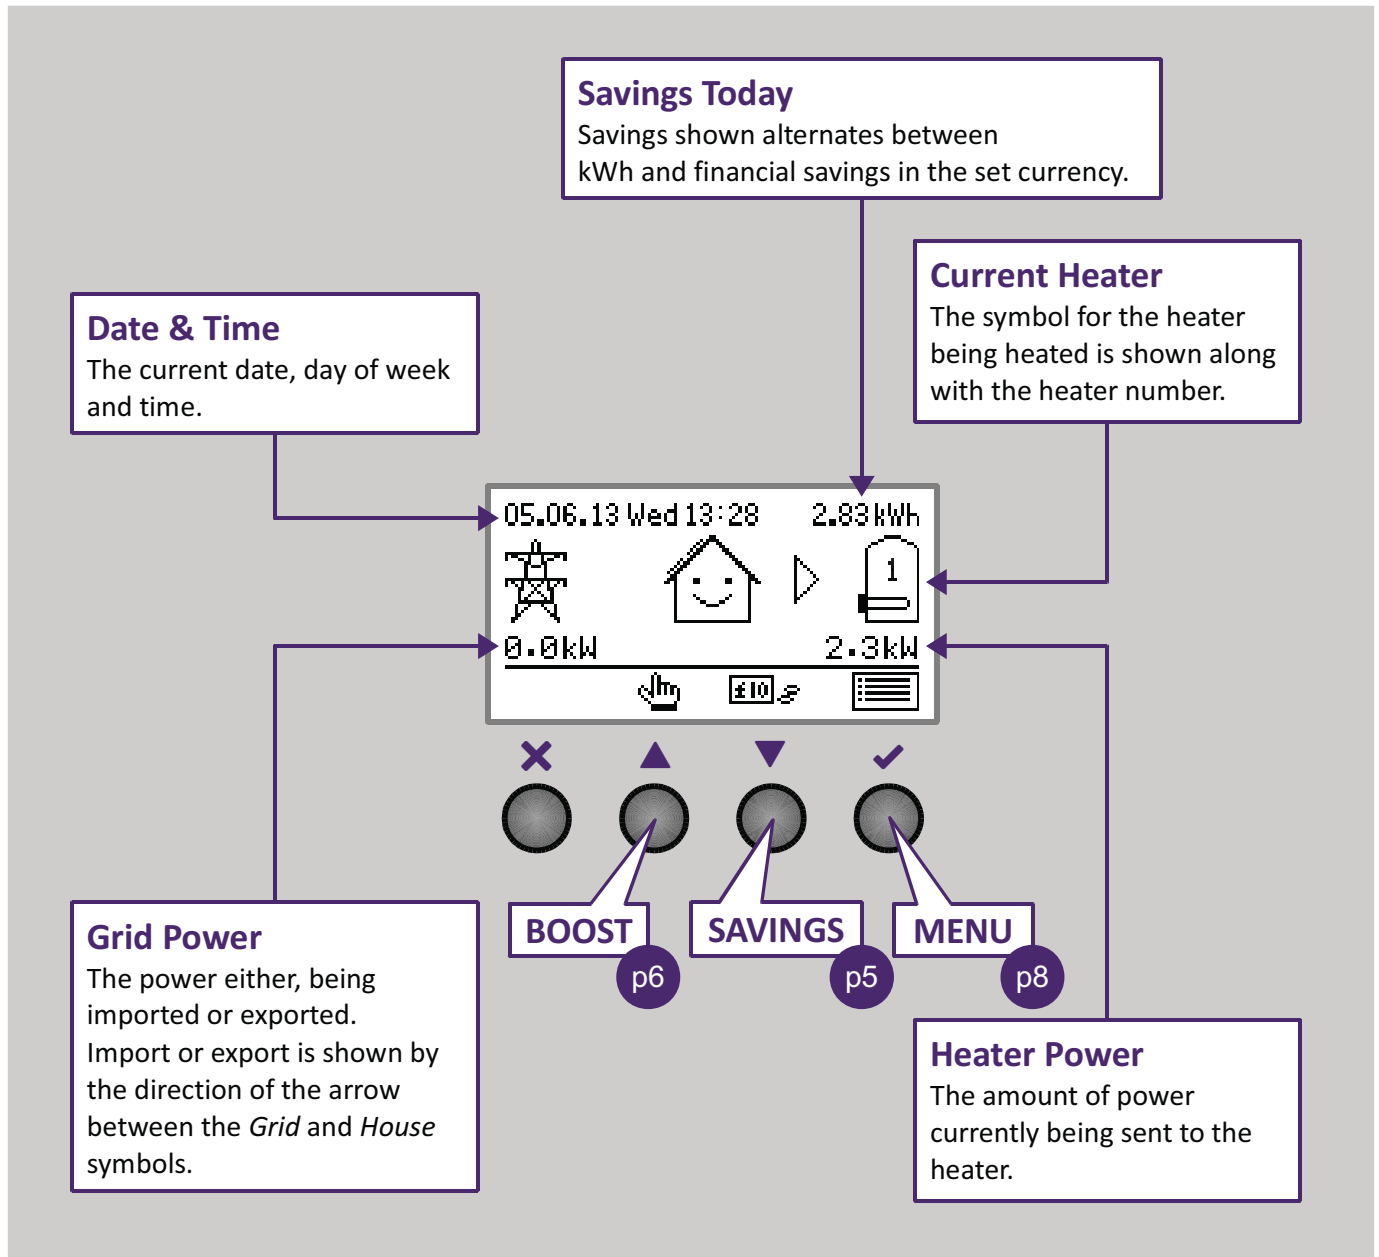 Savings Today
Savings shown alternates between
kWh and financial savings in the set currency.
Current Heater
The symbol for the heater
being heated is shown along
with the heater number.
Date & Time
The current date, day of week
and time.
05.06.13 Wed 13:28 2.83kWh
1
0.0kW 2.3kW
£10
BOOST
p6
SAVINGS
p5
MENU
p8
Grid Power
The power either, being
imported or exported.
Import or export is shown by
the direction of the arrow
between the Grid and House
symbols.
Heater Power
The amount of power
currently being sent to the
heater.